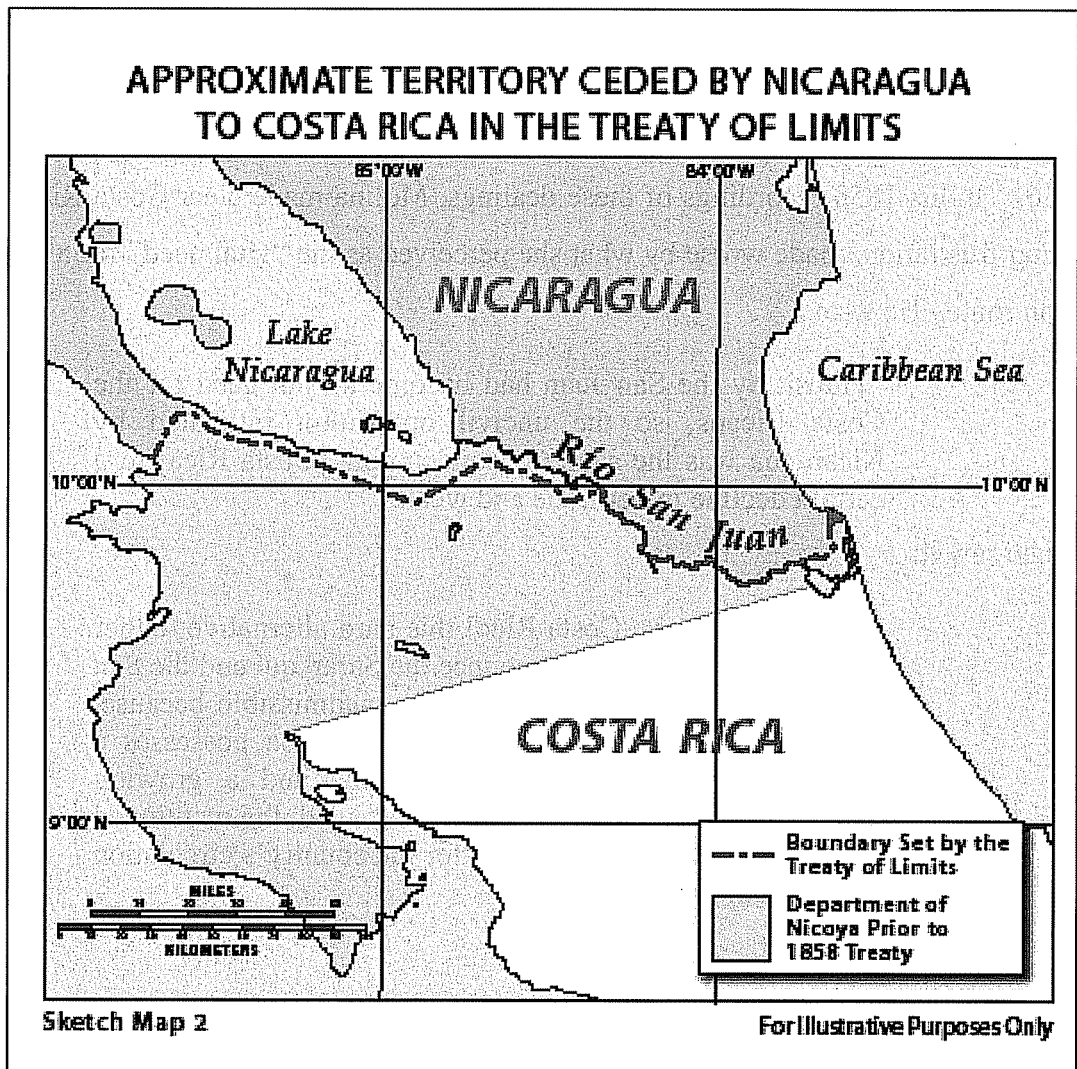 APPROXIMATE TERRITORY CEDED BY NICARAGUA
TO COSTA RICA IN THE TREATY OF LIMITS
85°00'W
84°00'W
NICARAGUA
Lake
Nicaragua
Caribbean Sea
Río San Juan
10°00'N
10°00'N
COSTA RICA
9°00'N
Boundary Set by the
Treaty of Limits
Department of
Nicoya Prior to
1858 Treaty
MILES
KILOMETERS
Sketch Map 2
For Illustrative Purposes Only